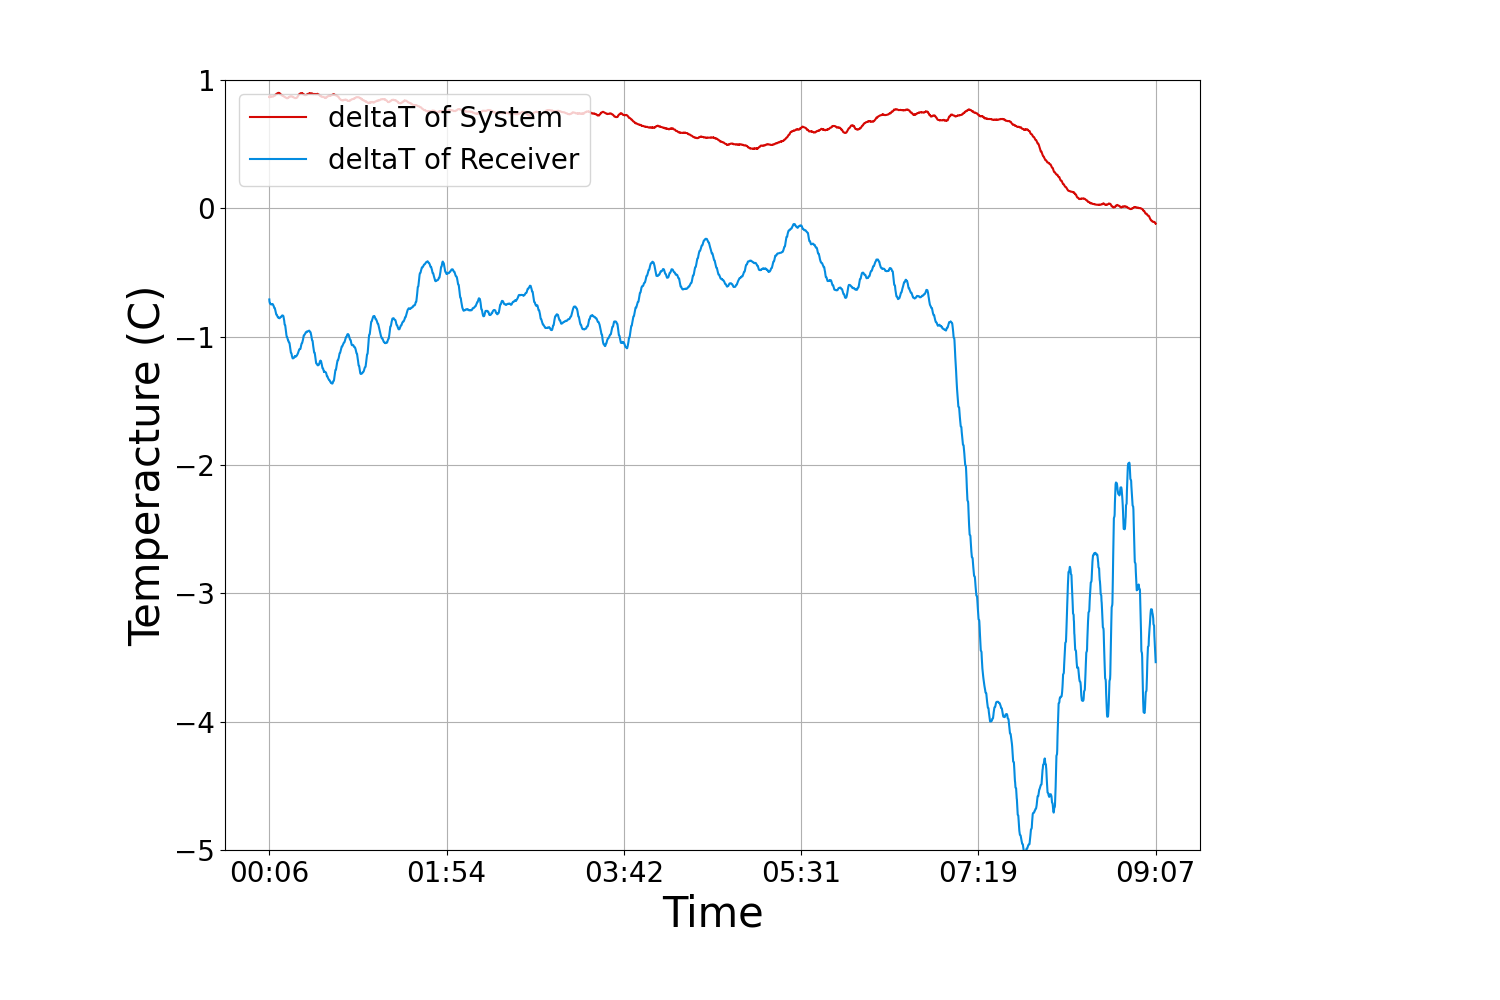 1
0
−1
−2
−3
−4
−5
Temperacture (C)
deltaT of System
deltaT of Receiver
00:06 01:54 03:42 05:31 07:19 09:07
Time